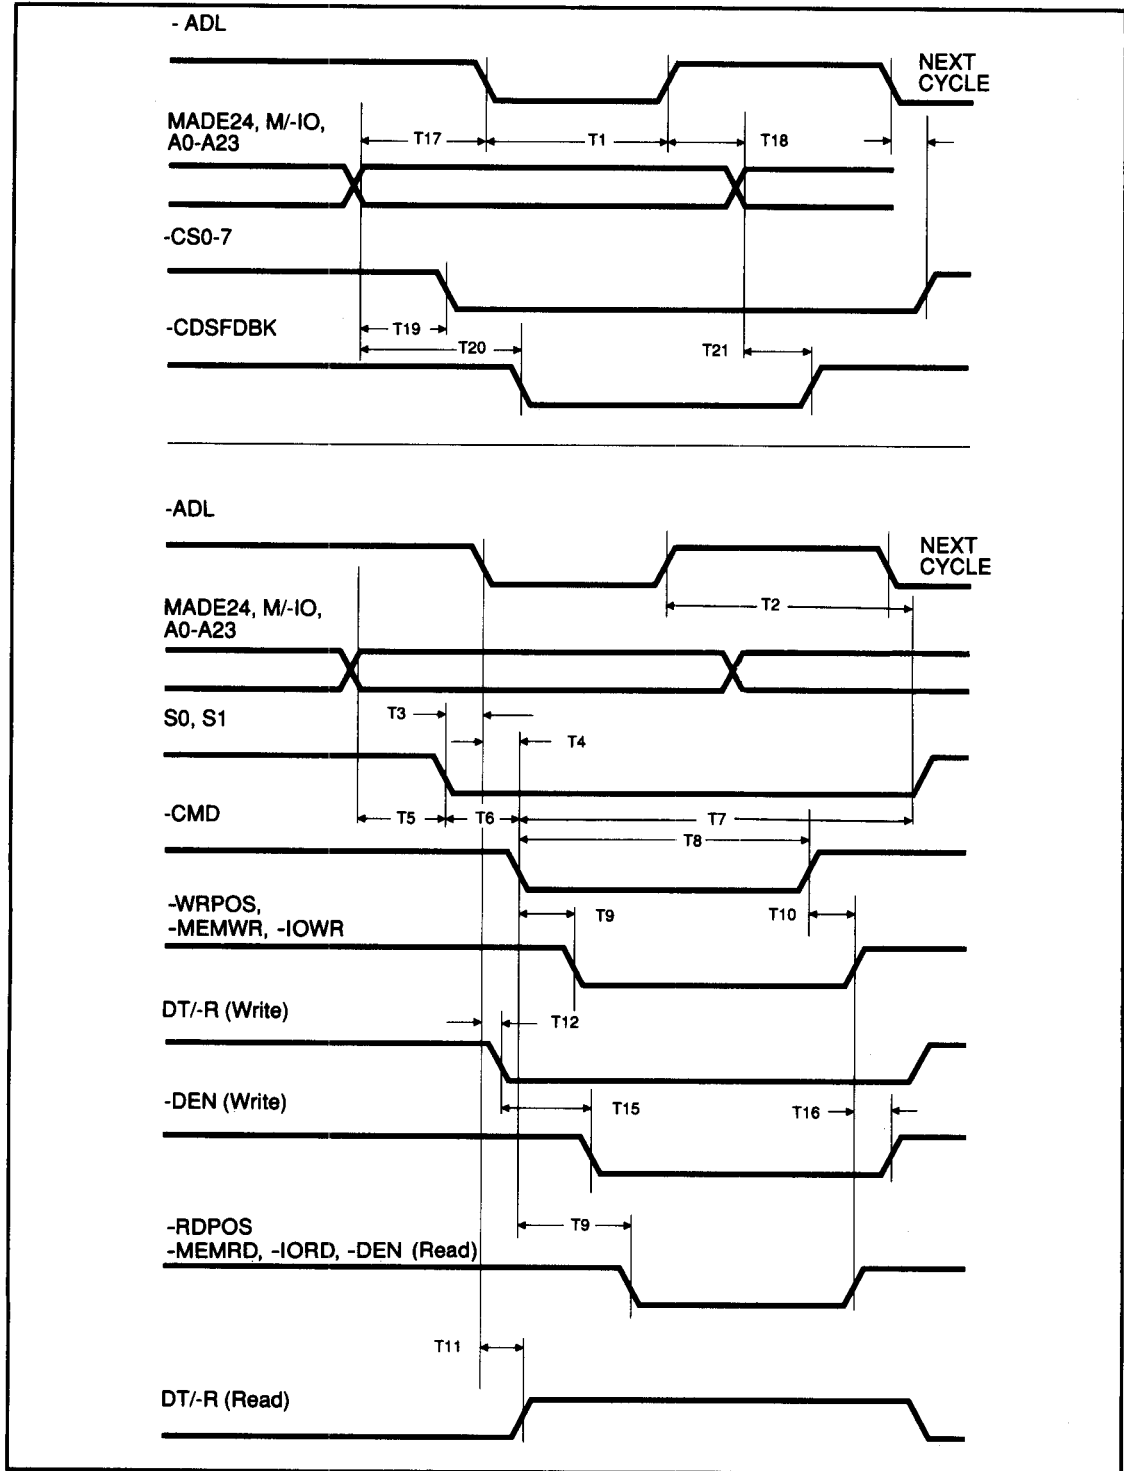 - ADL
NEXT
CYCLE
MADE24, M/-IO,
A0-A23
T17
T1
T18
-CS0-7
T19
-CDSFDBK
T20
T21
-ADL
NEXT
CYCLE
T2
MADE24, M/-IO,
A0-A23
T3
S0, S1
T4
-CMD
T5
T6
T7
T8
-WRPOS,
-MEMWR, -IOWR
T9
T10
DT/-R (Write)
T12
-DEN (Write)
T15
T16
T9
-RDPOS
-MEMRD, -IORD, -DEN (Read)
T11
DT/-R (Read)